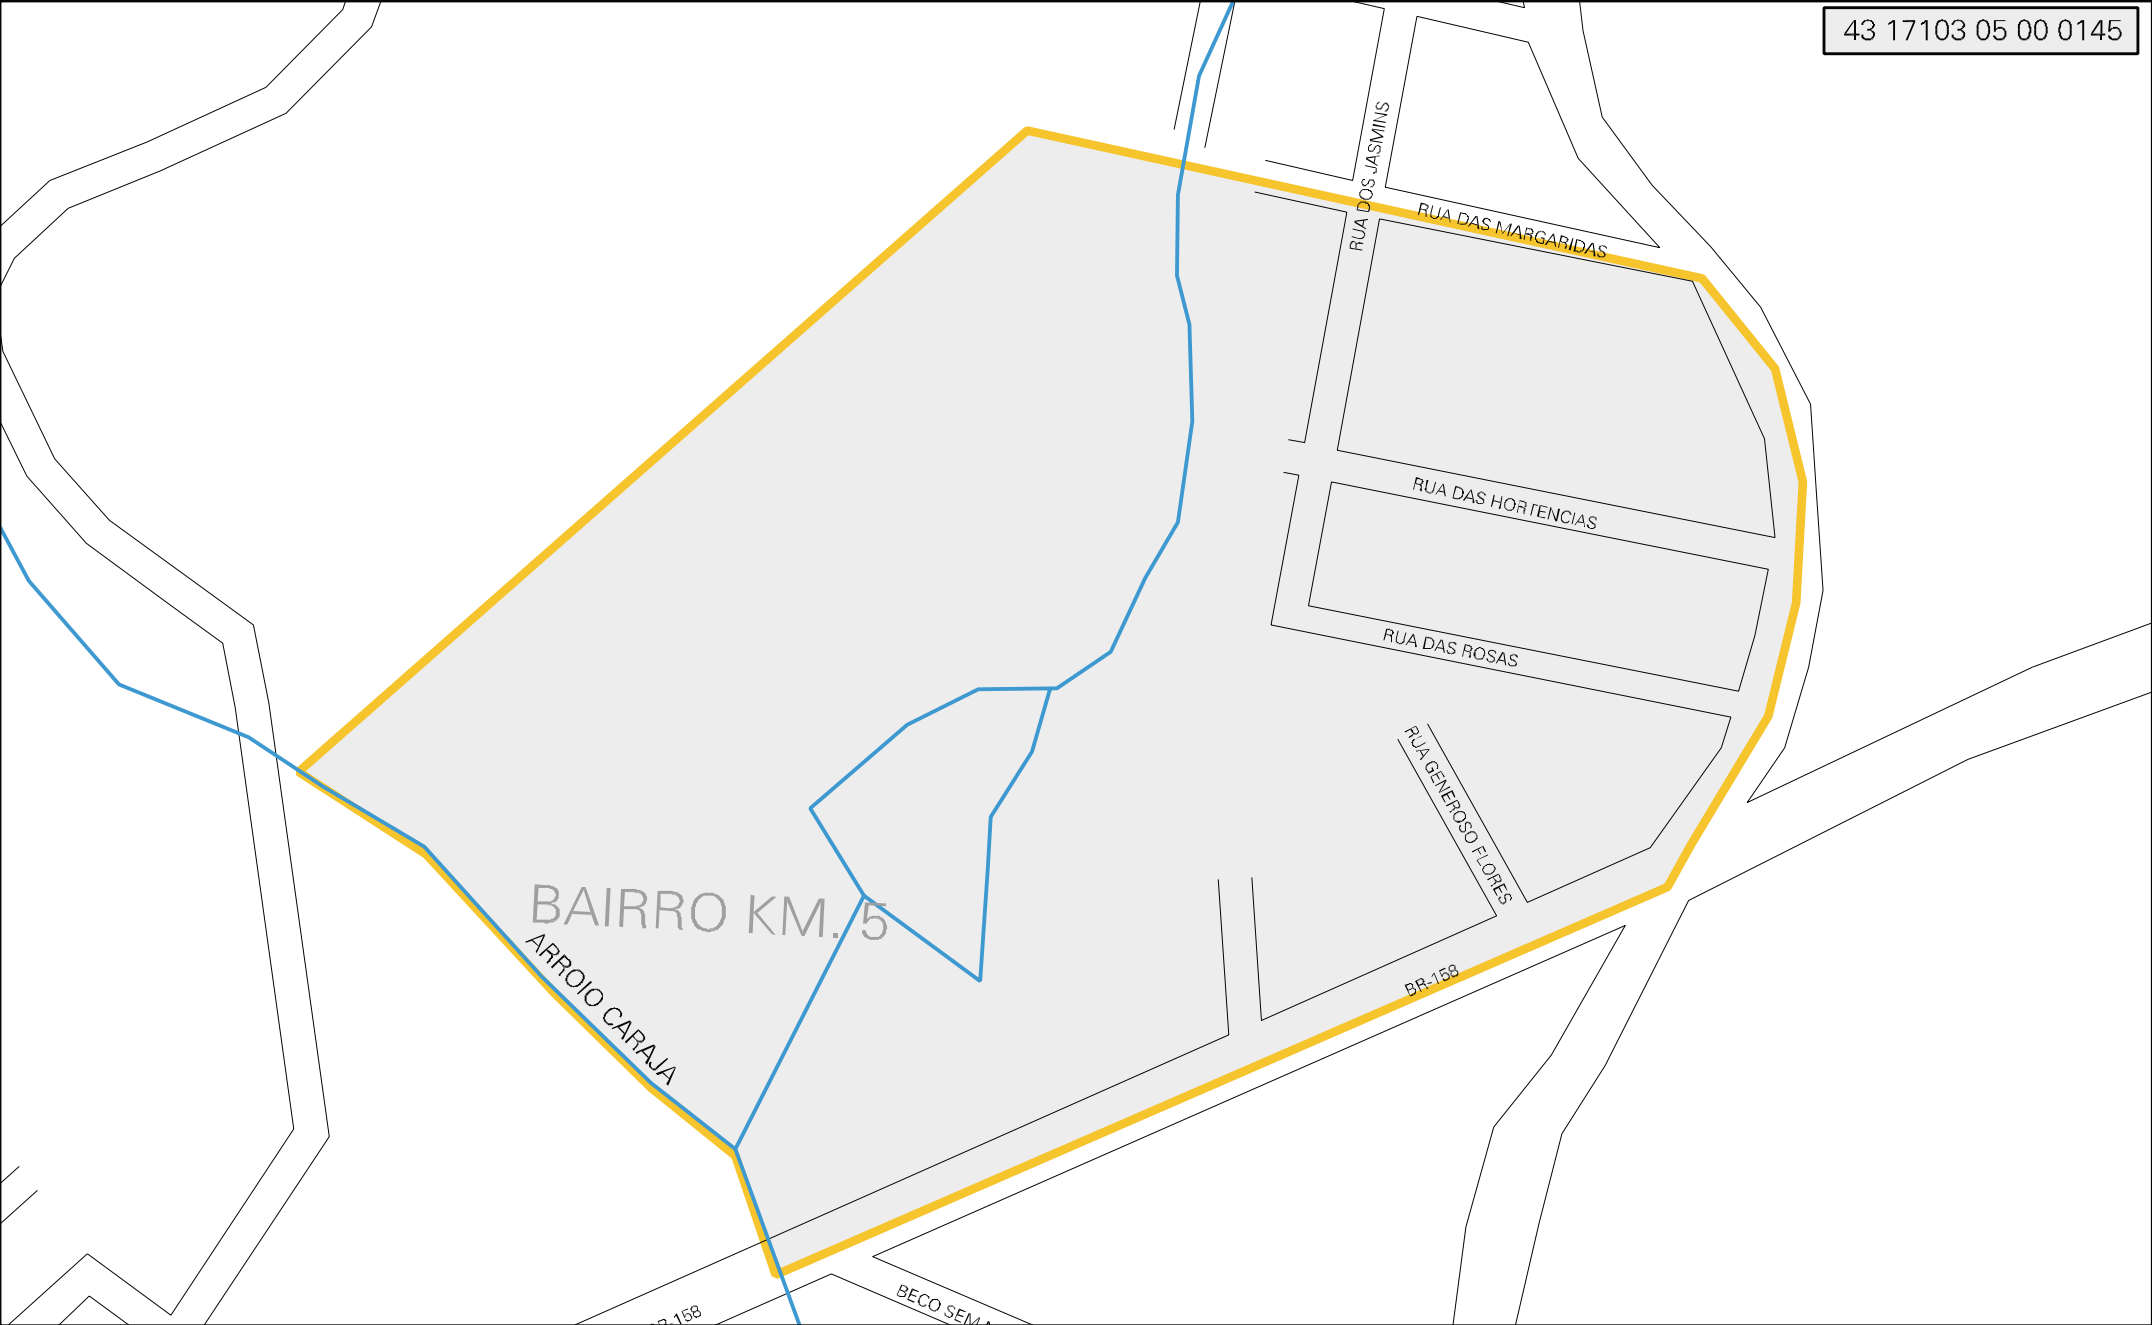 43 17103 05 00 0145
RUA DOS JASMINS
RUA DAS MARGARIDAS
RUA DAS HORTENCIAS
RUA DAS ROSAS
RUA GENEROSO FLORES
BAIRRO KM. 5
ARROIO CARAJA
BR-158
BECO SEM
-158